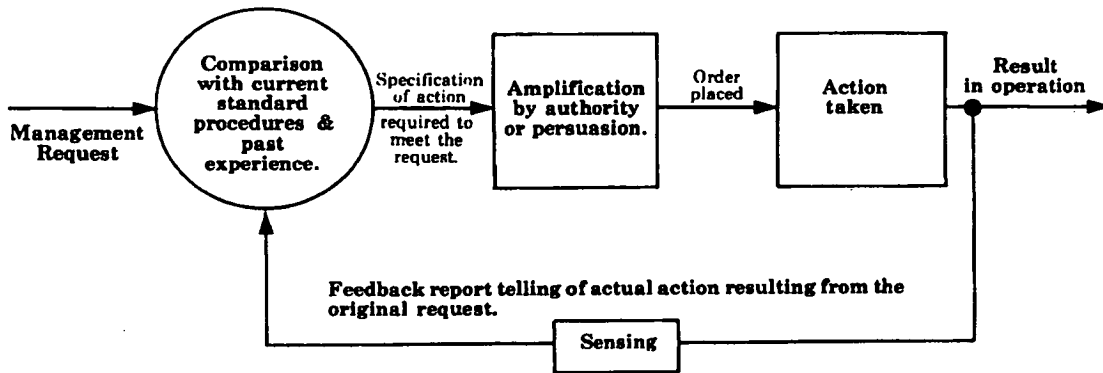 Comparison
with current
standard
procedures &
past
experience.
Management
Request
Specification
of action
required to
meet the
request.
Amplification
by authority
or persuasion.
Order
placed
Action
taken
Result
in operation
Feedback report telling of actual action resulting from the
original request.
Sensing